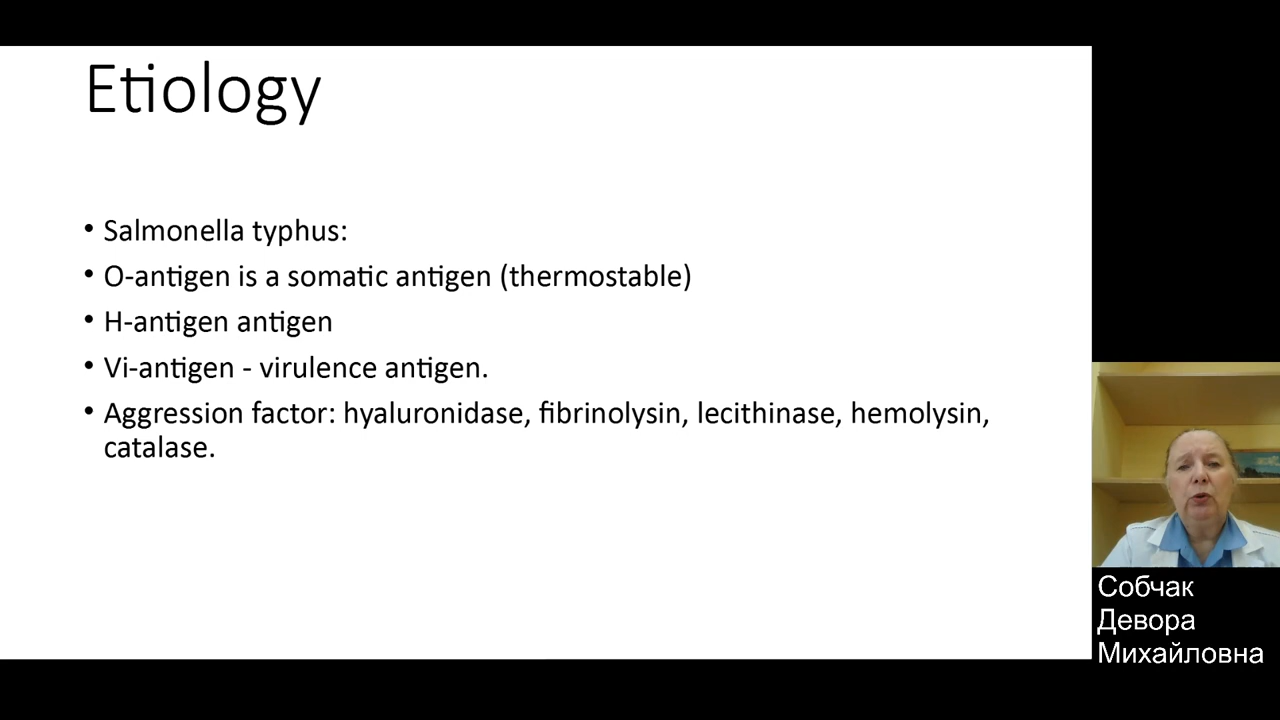 Etiology
• Salmonella typhus:
• O-antigen is a somatic antigen (thermostable)
• H-antigen antigen
• Vi-antigen - virulence antigen.
• Aggression factor: hyaluronidase, fibrinolysin, lecithinase, hemolysin,
catalase.
Собчак
Девора
Михайловна